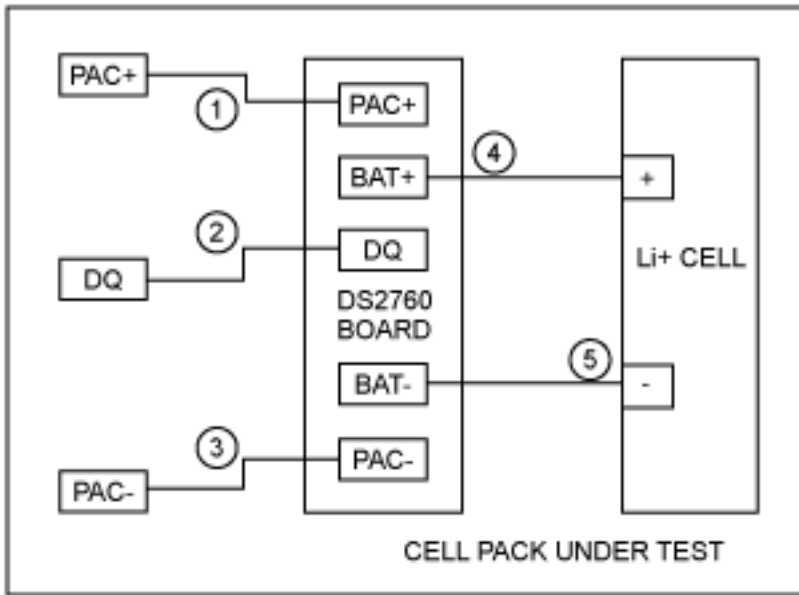 PAC+
1
PAC+
4
BAT+
+
2
DQ
Li+ CELL
DQ
DS2760
BOARD
5
BAT-
-
3
PAC-
PAC-
CELL PACK UNDER TEST